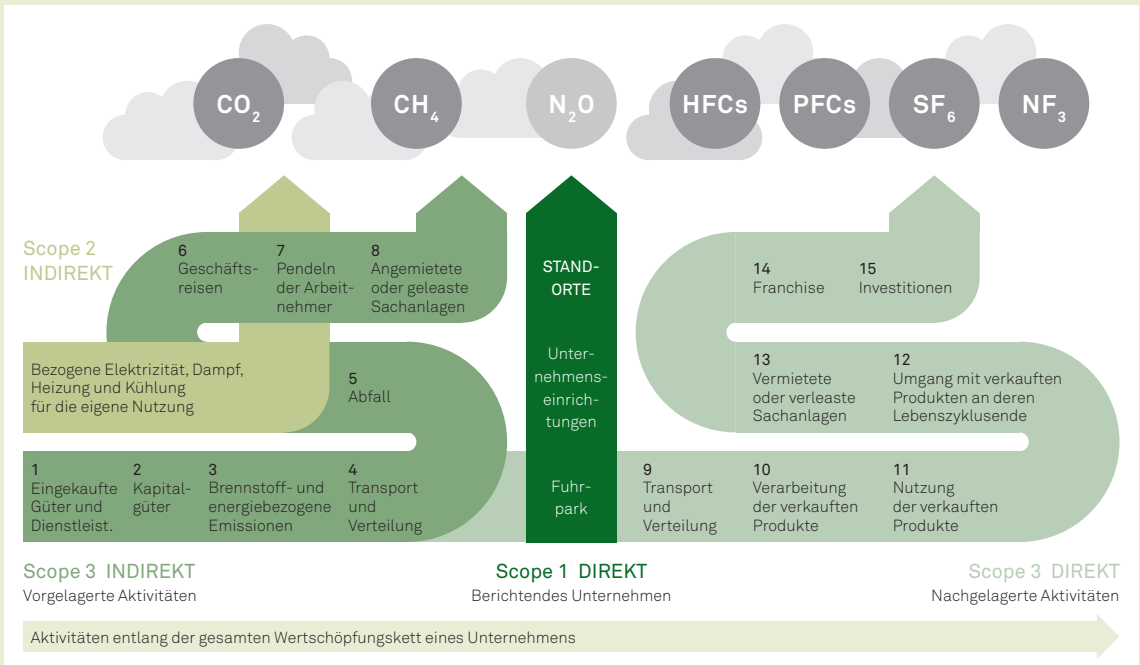 CO₂
CH₄
N₂O
HFCs
PFCs
SF₆
NF₃
Scope 2
INDIREKT
6
Geschäfts-
reisen
7
Pendeln
der Arbeit-
nehmer
8
Angemietete
oder geleaste
Sachanlagen
Bezogene Elektrizität, Dampf,
Heizung und Kühlung
für die eigene Nutzung
5
Abfall
1
Eingekaufte
Güter und
Dienstleist.
2
Kapital-
güter
3
Brennstoff- und
energiebezogene
Emissionen
4
Transport
und
Verteilung
STAND-
ORTE
Unter-
nehmens-
einrich-
tungen
Fuhr-
park
14
Franchise
15
Investitionen
13
Vermietete
oder verleaste
Sachanlagen
12
Umgang mit verkauften
Produkten an deren
Lebenszyklusende
9
Transport
und
Verteilung
10
Verarbeitung
der verkauften
Produkte
11
Nutzung
der verkauften
Produkte
Scope 3 INDIREKT
Vorgelagerte Aktivitäten
Scope 1 DIREKT
Berichtendes Unternehmen
Scope 3 DIREKT
Nachgelagerte Aktivitäten
Aktivitäten entlang der gesamten Wertschöpfungskett eines Unternehmens